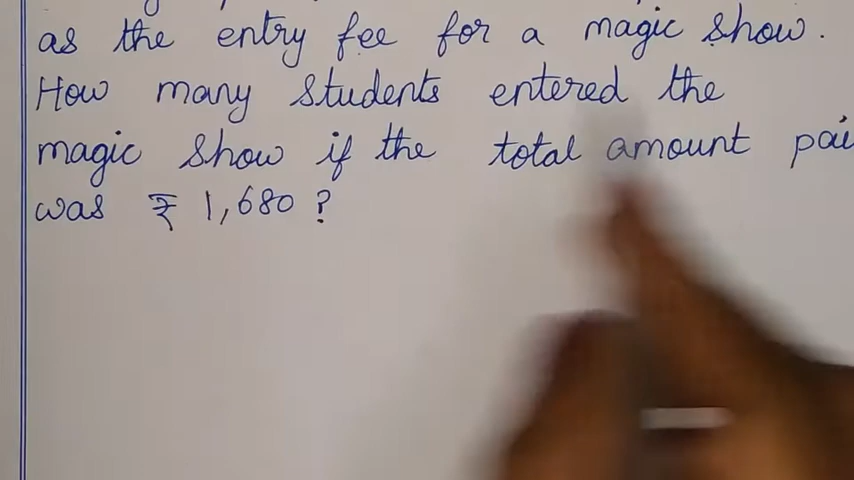 as the entry fee for a magic show.
How many students entered the
magic show if the total amount pai
was ₹ 1,680 ?